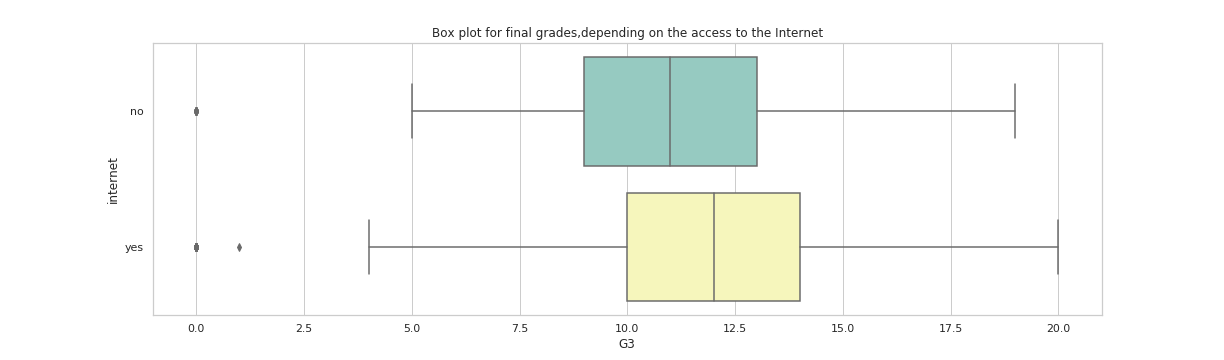 Box plot for final grades,depending on the access to the Internet
no
internet
yes
0.0 2.5 5.0 7.5 10.0 12.5 15.0 17.5 20.0
G3